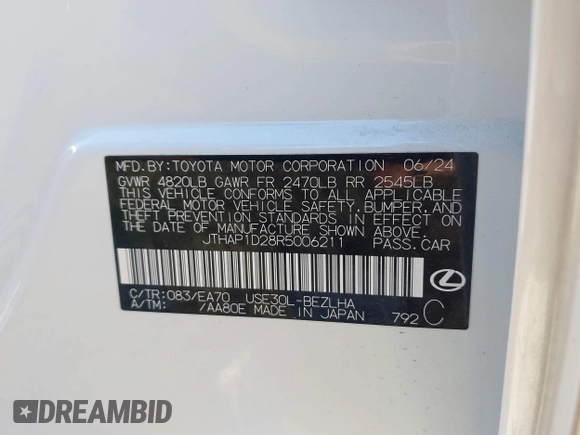 MFD.BY:TOYOTA MOTOR CORPORATION 06/24
GVWR 4820LB GAWR FR 2470LB RR 2545LB
THIS VEHICLE CONFORMS TO ALL APPLICABLE
FEDERAL MOTOR VEHICLE SAFETY,BUMPER,AND
THEFT PREVENTION STANDARDS IN EFFECT ON
THE DATE OF MANUFACTURE SHOWN ABOVE.
JTHAP1D28R5006211 PASS.CAR
C/TR:083/EA70 USE30L-BEZLHA
A/TM: /AA80E MADE IN JAPAN 792 C
DREAMBID